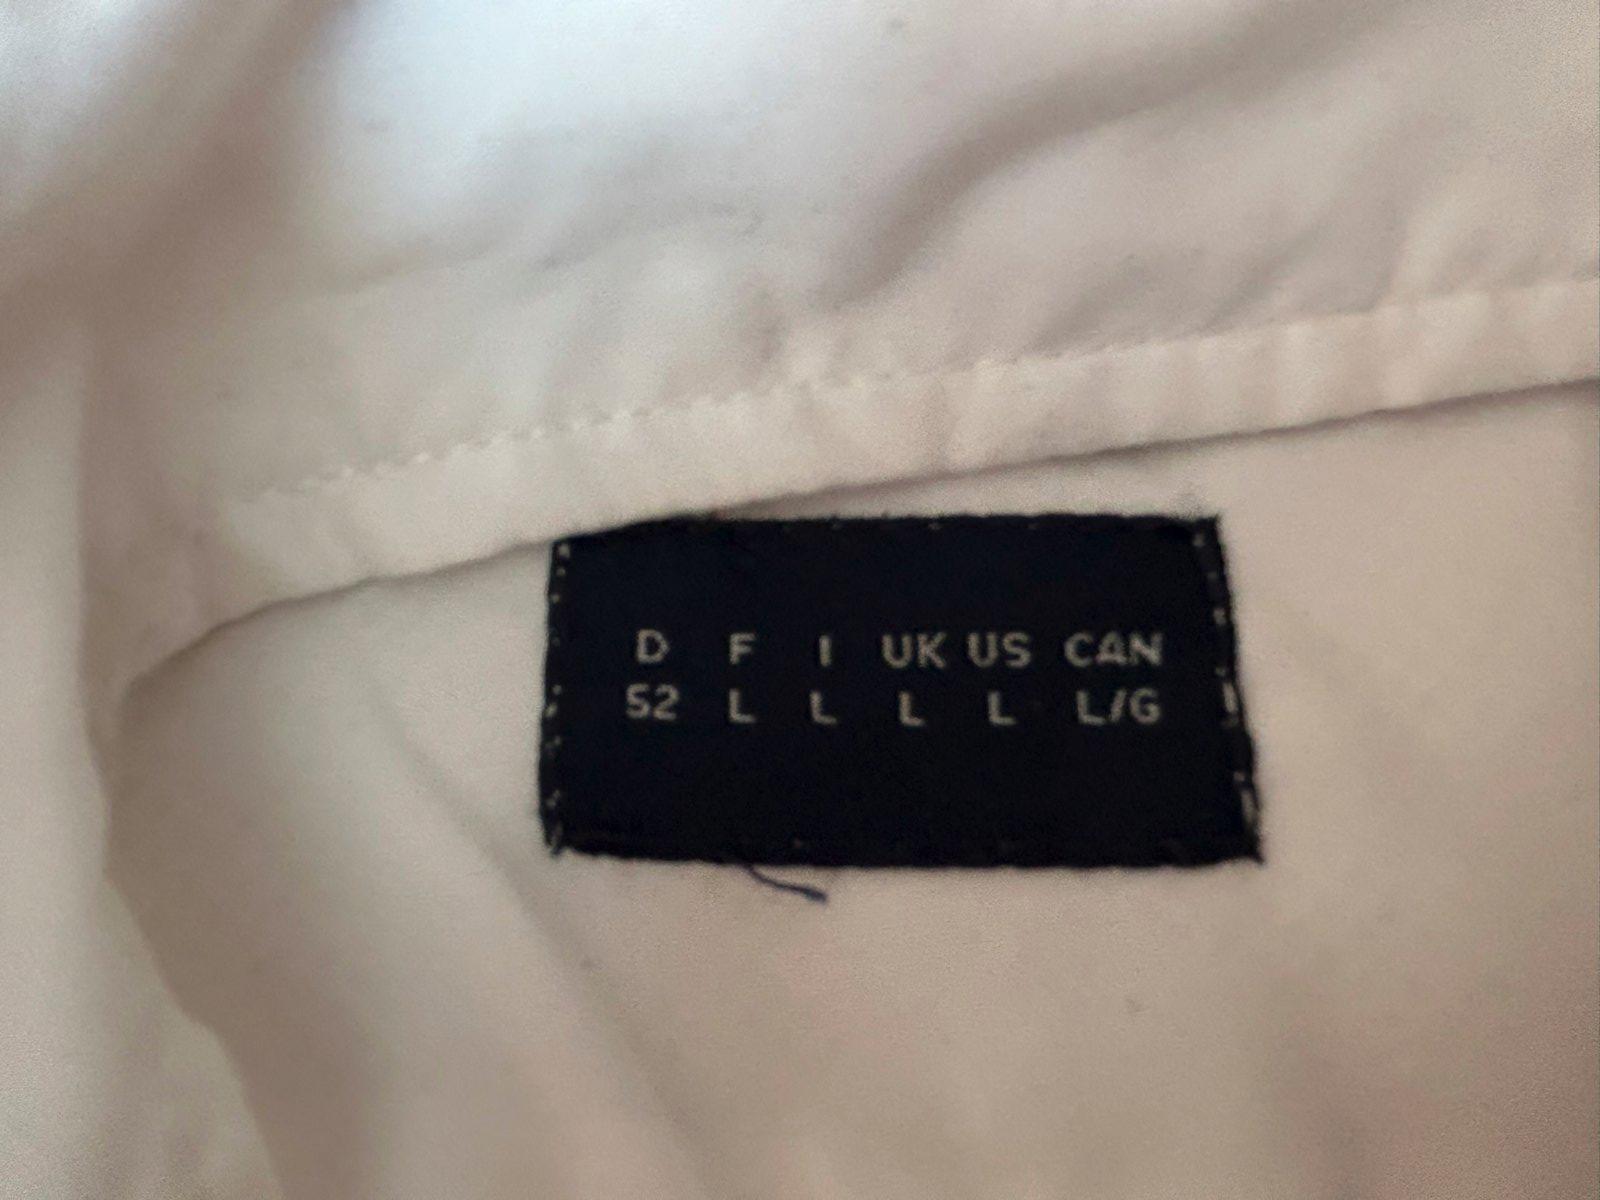 D F I UK US CAN
52 L L L L L/G